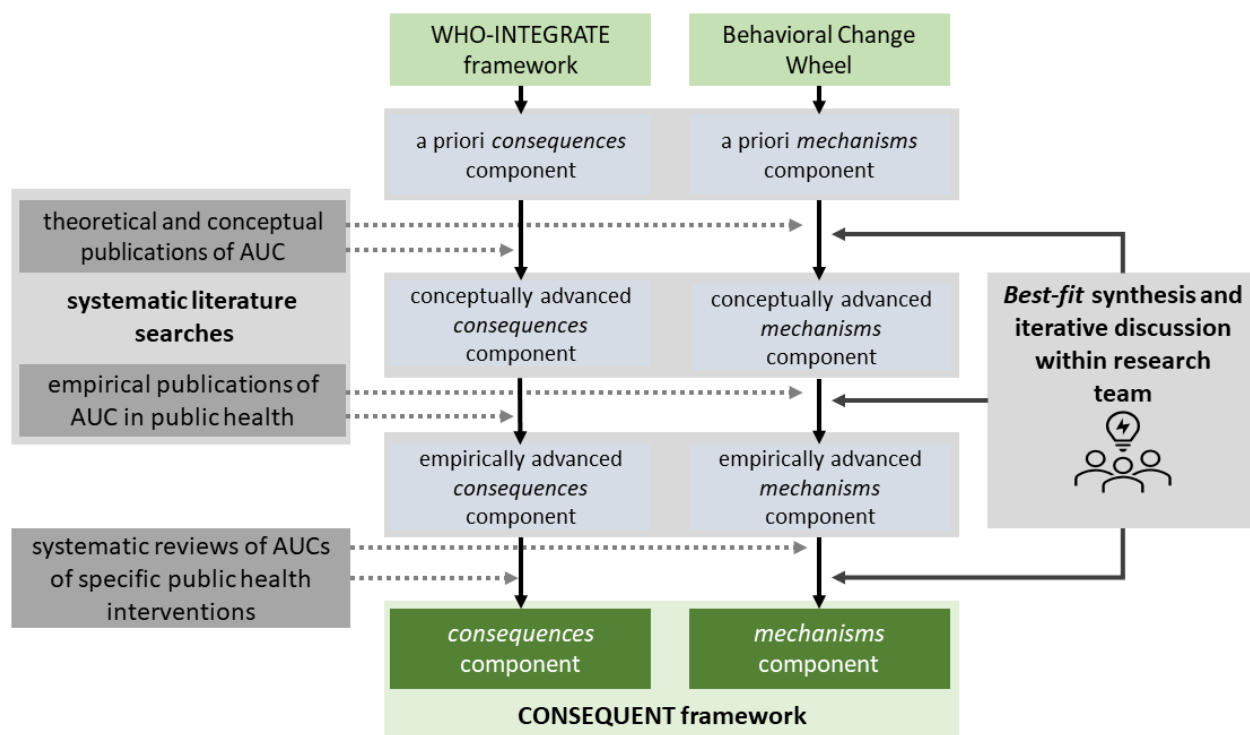 WHO-INTEGRATE
framework
Behavioral Change
Wheel
a priori consequences
component
a priori mechanisms
component
theoretical and conceptual
publications of AUC
systematic literature
searches
empirical publications of
AUC in public health
conceptually advanced
consequences
component
conceptually advanced
mechanisms
component
Best-fit synthesis and
iterative discussion
within research
team
empirically advanced
consequences
component
empirically advanced
mechanisms
component
systematic reviews of AUCs
of specific public health
interventions
consequences
component
mechanisms
component
CONSEQUENT framework